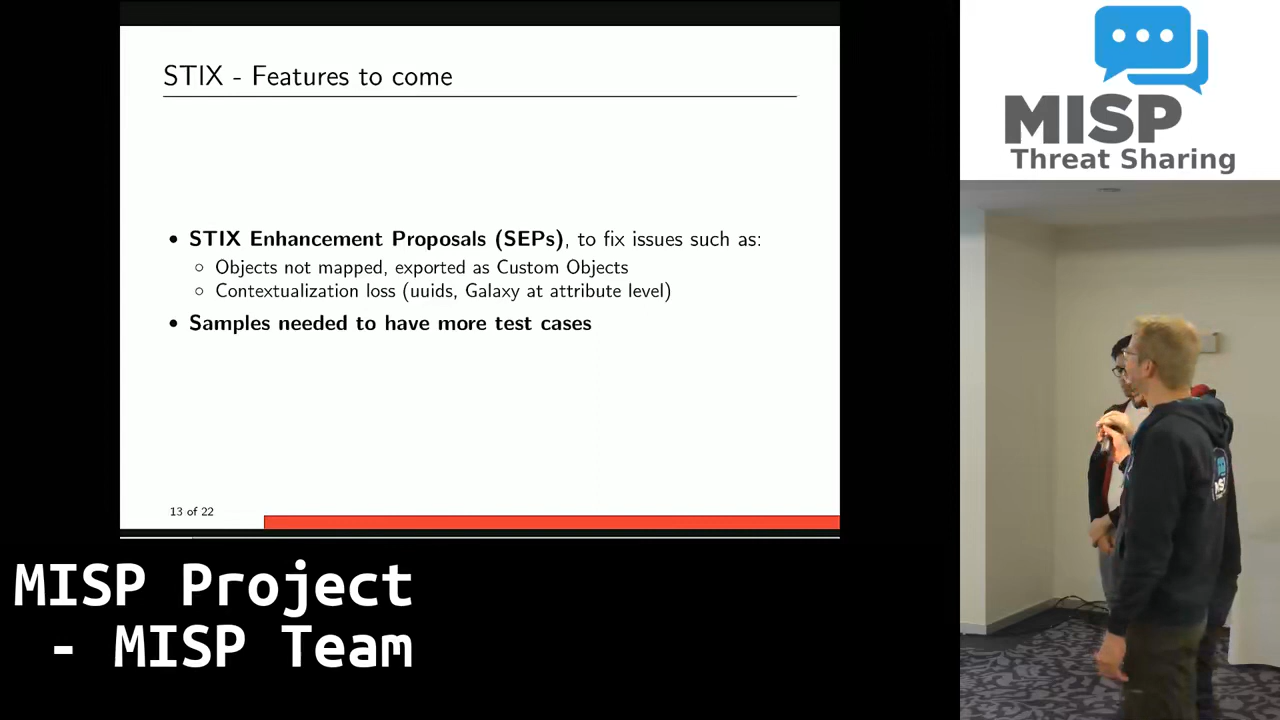 STIX - Features to come
• STIX Enhancement Proposals (SEPs), to fix issues such as:
◦ Objects not mapped, exported as Custom Objects
◦ Contextualization loss (uuids, Galaxy at attribute level)
• Samples needed to have more test cases
13 of 22
MISP
Threat Sharing
MISP Project
- MISP Team